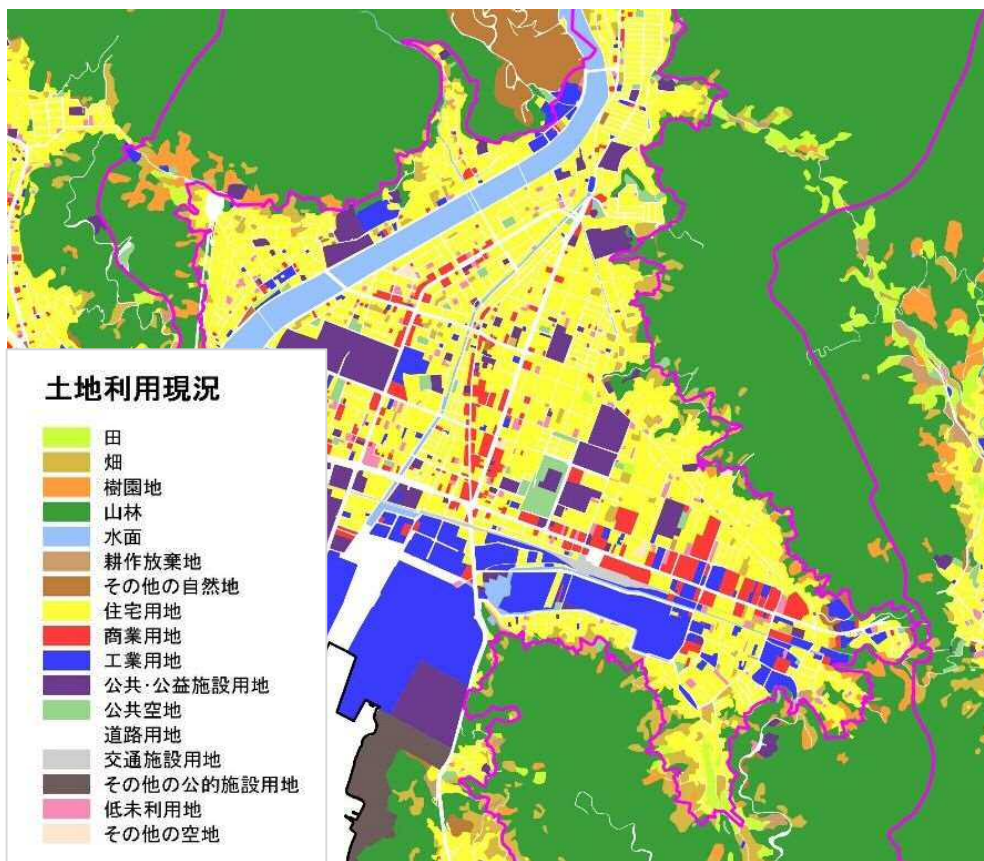 土地利用現況
田
畑
樹園地
山林
水面
耕作放棄地
その他の自然地
住宅用地
商業用地
工業用地
公共・公益施設用地
公共空地
道路用地
交通施設用地
その他の公的施設用地
低未利用地
その他の空地